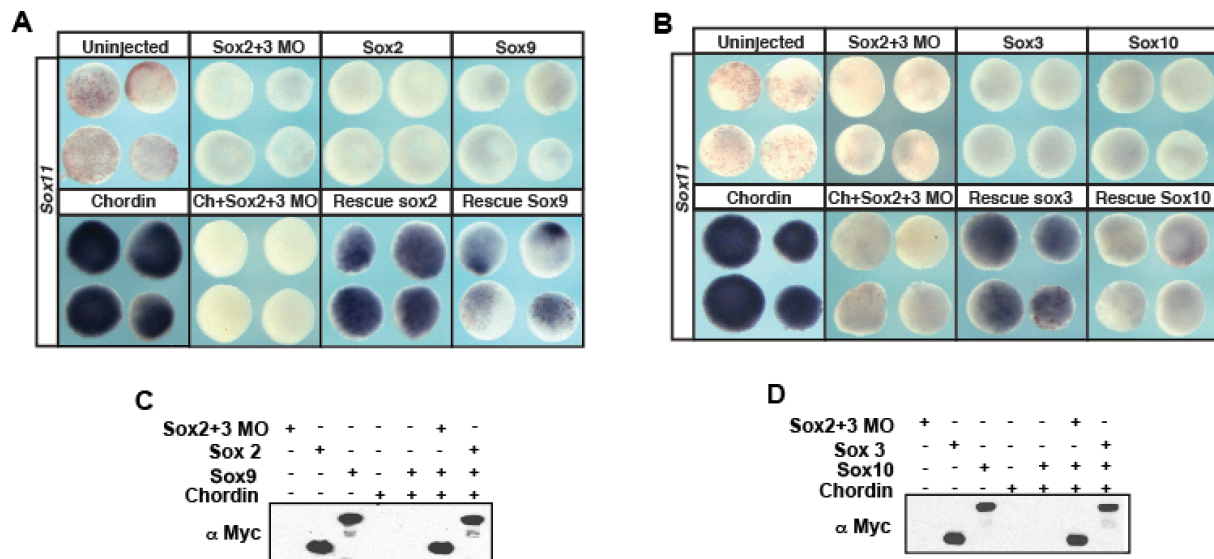 A
Uninjected Sox2+3 MO Sox2 Sox9
Sox11
Chordin Ch+Sox2+3 MO Rescue sox2 Rescue Sox9
B
Uninjected Sox2+3 MO Sox3 Sox10
Sox11
Chordin Ch+Sox2+3 MO Rescue sox3 Rescue Sox10
C
Sox2+3 MO + - - - - + -
Sox 2 - + - - - - +
Sox9 - - + - + + +
Chordin - - - + + + +
α Myc
D
Sox2+3 MO + - - - - + -
Sox 3 - + - - - - +
Sox10 - - + - + + +
Chordin - - - + + + +
α Myc